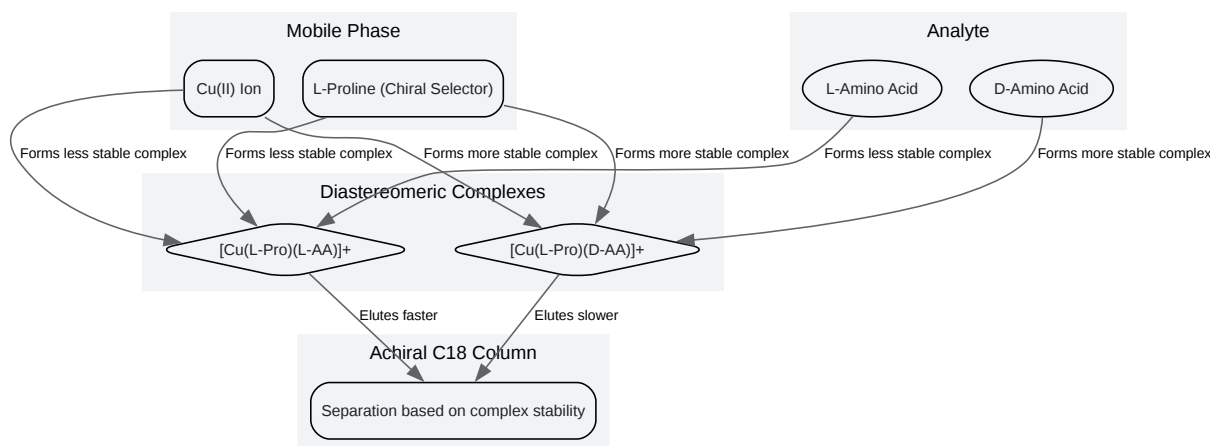 Mobile Phase
Analyte
Cu(II) Ion
L-Proline (Chiral Selector)
L-Amino Acid
D-Amino Acid
Forms less stable complex
Forms less stable complex
Forms more stable complex
Forms more stable complex
Forms less stable complex
Forms more stable complex
Diastereomeric Complexes
[Cu(L-Pro)(L-AA)]+
[Cu(L-Pro)(D-AA)]+
Elutes faster
Elutes slower
Achiral C18 Column
Separation based on complex stability